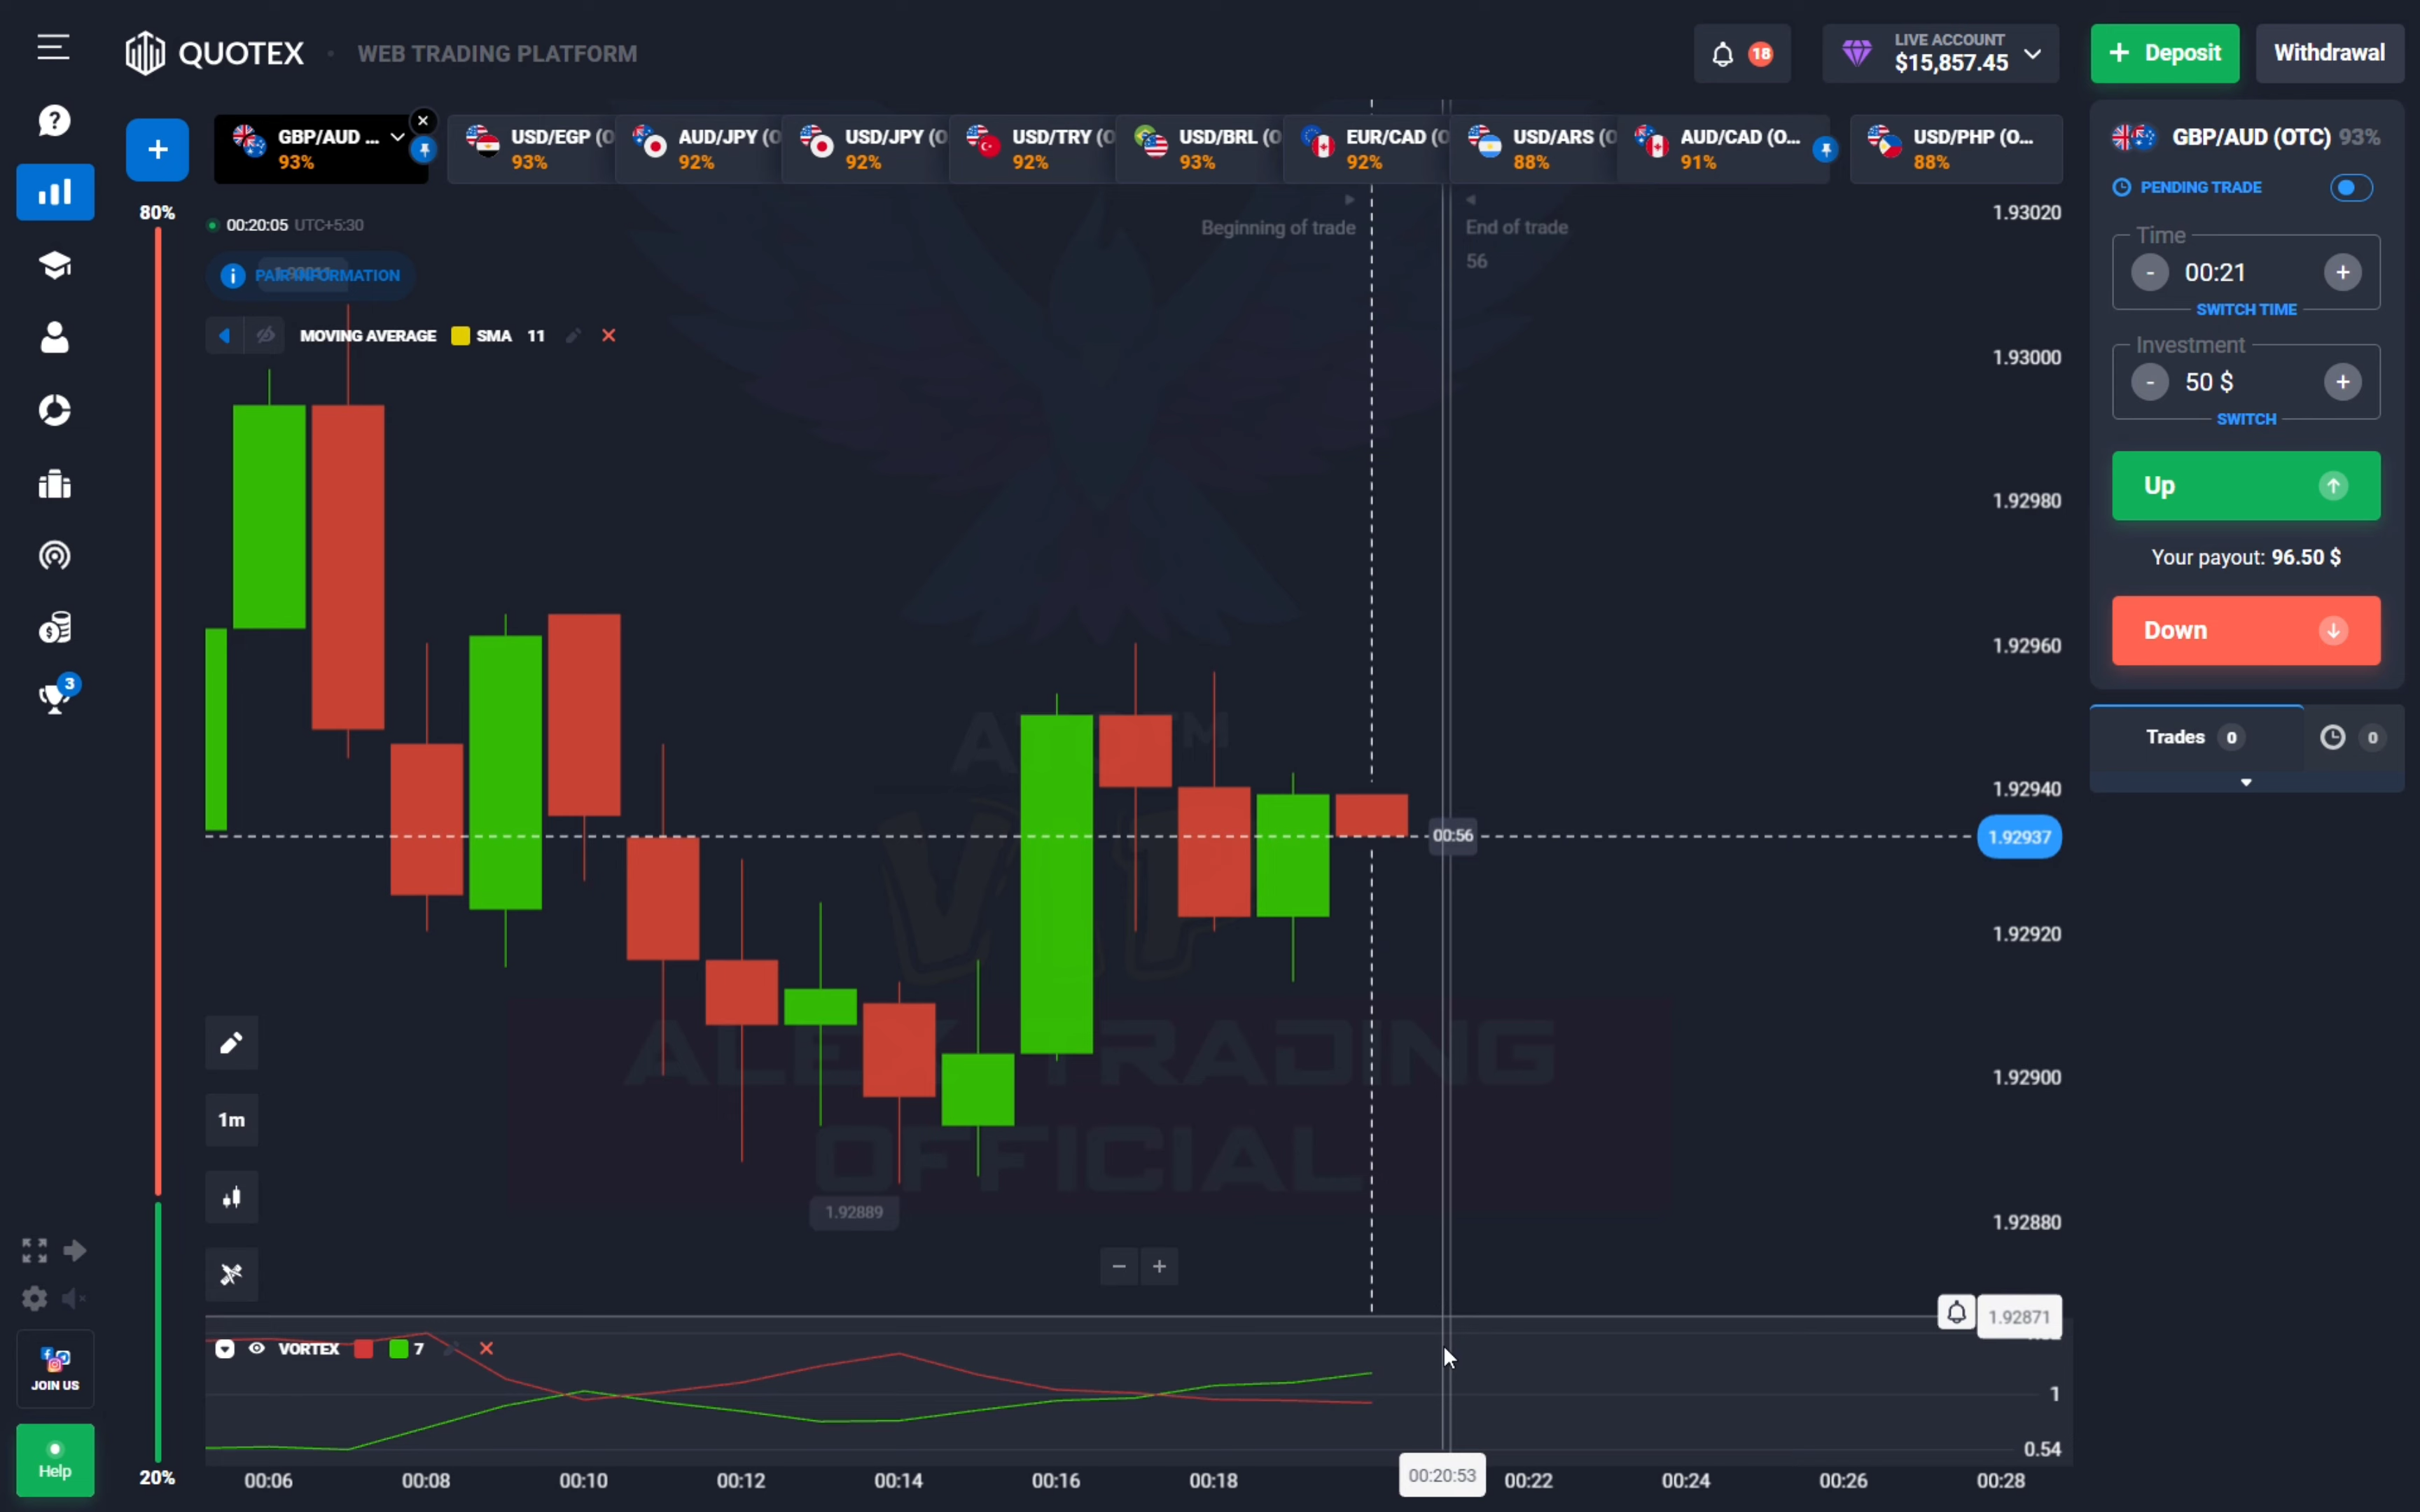 QUOTEX
WEB TRADING PLATFORM
18
LIVE ACCOUNT
$15,857.45
+ Deposit
Withdrawal
+
GBP/AUD ...
93%
USD/EGP (O
93%
AUD/JPY (O
92%
USD/JPY (O
92%
USD/TRY (O
92%
USD/BRL (O
93%
EUR/CAD (O
92%
USD/ARS (O
88%
AUD/CAD (O...
91%
USD/PHP (O...
88%
80%
00:20:05 UTC+5:30
PAIR INFORMATION
MOVING AVERAGE SMA 11
Beginning of trade
End of trade
56
1.93020
1.93000
1.92980
1.92960
1.92940
1.92937
1.92920
1.92900
1.92880
1.92871
00:56
ALEX TRADING
OFFICIAL
1m
1.92889
− +
VORTEX 7
1
0.54
20%
00:06 00:08 00:10 00:12 00:14 00:16 00:18 00:20:53 00:22 00:24 00:26 00:28
3
JOIN US
Help
GBP/AUD (OTC) 93%
PENDING TRADE
Time
- 00:21 +
SWITCH TIME
Investment
- 50 $ +
SWITCH
Up
Your payout: 96.50 $
Down
Trades 0
0